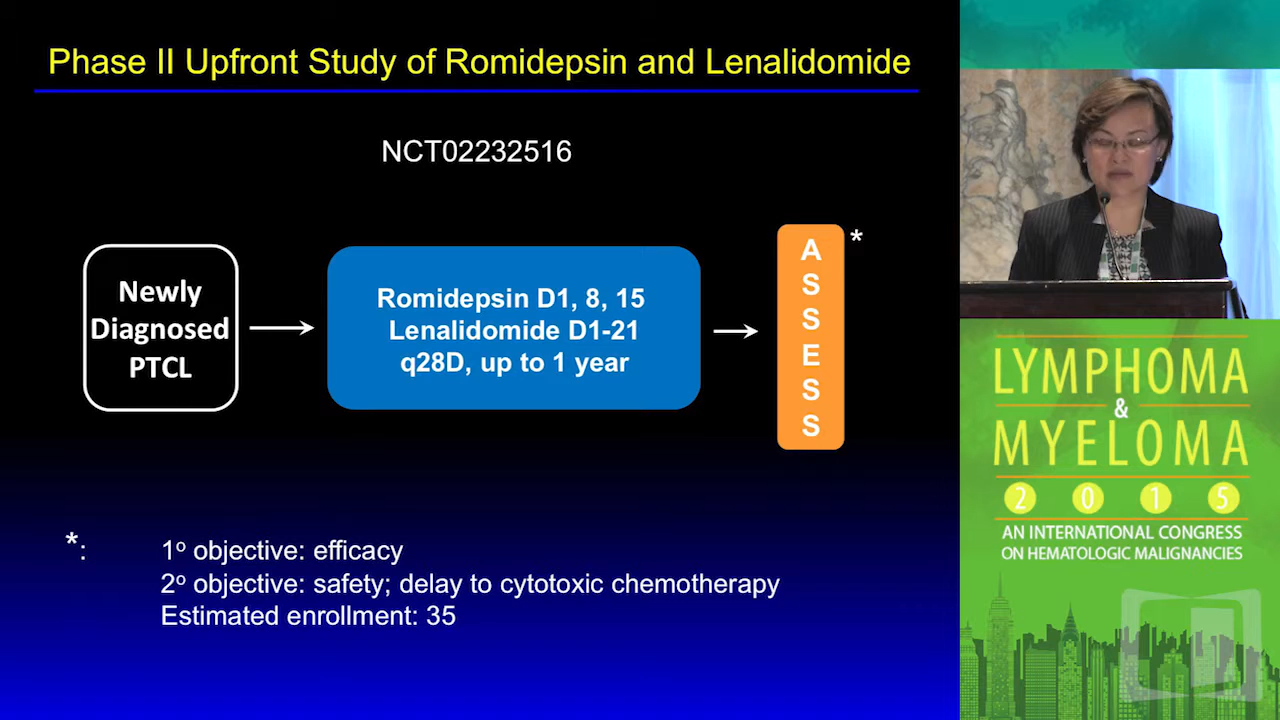 Phase II Upfront Study of Romidepsin and Lenalidomide
NCT02232516
Newly
Diagnosed
PTCL
Romidepsin D1, 8, 15
Lenalidomide D1-21
q28D, up to 1 year
A
S
S
E
S
S
*
*:
1º objective: efficacy
2º objective: safety; delay to cytotoxic chemotherapy
Estimated enrollment: 35
LYMPHOMA
&
MYELOMA
2 0 1 5
AN INTERNATIONAL CONGRESS
ON HEMATOLOGIC MALIGNANCIES